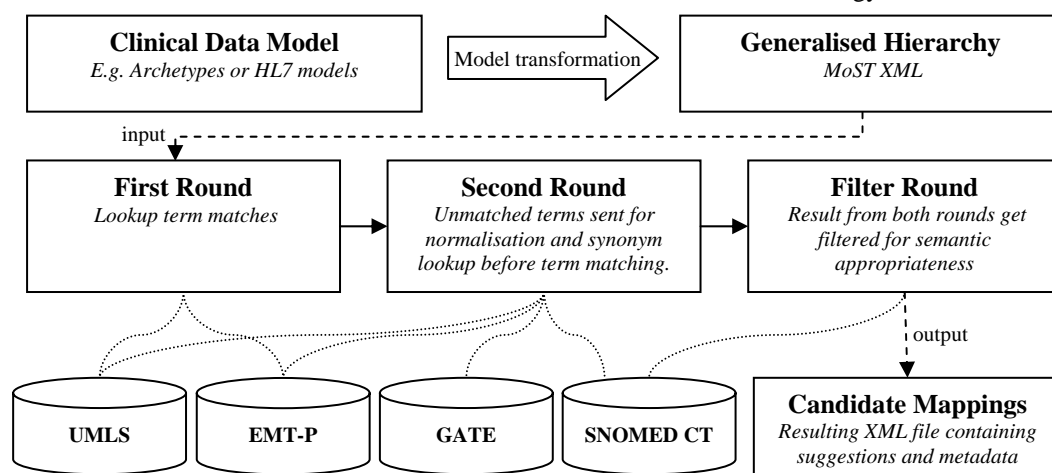 Clinical Data Model
E.g. Archetypes or HL7 models
Model transformation
Generalised Hierarchy
MoST XML
input
First Round
Lookup term matches
Second Round
Unmatched terms sent for
normalisation and synonym
lookup before term matching.
Filter Round
Result from both rounds get
filtered for semantic
appropriateness
output
UMLS
EMT-P
GATE
SNOMED CT
Candidate Mappings
Resulting XML file containing
suggestions and metadata